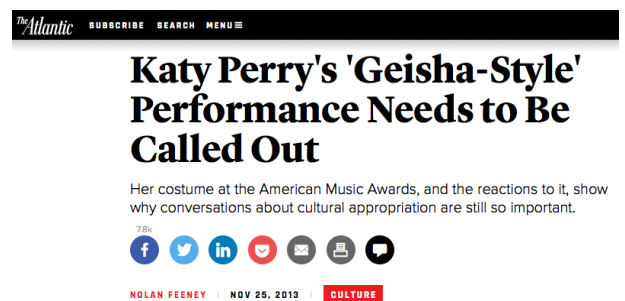 The Atlantic SUBSCRIBE SEARCH MENU
Katy Perry's 'Geisha-Style'
Performance Needs to Be
Called Out
Her costume at the American Music Awards, and the reactions to it, show
why conversations about cultural appropriation are still so important.
7.8k
f in
NOLAN FEENEY | NOV 25, 2013 | CULTURE